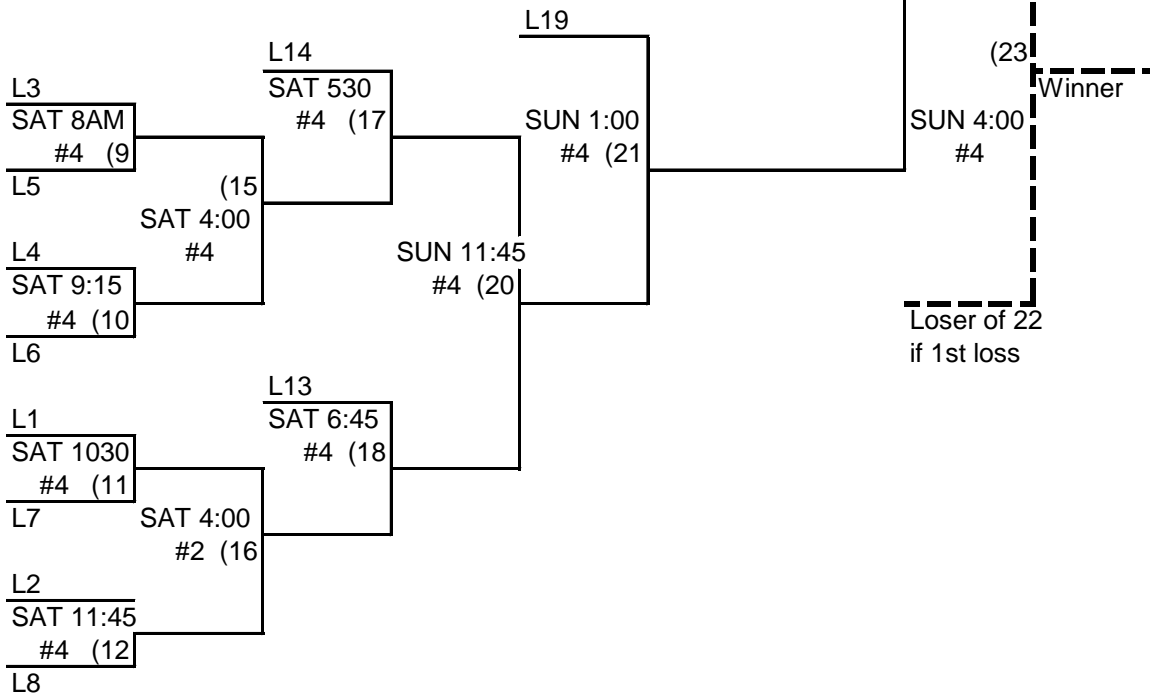 L19
(23
Winner
L14
SAT 530
#4 (17
L3
SAT 8AM
#4 (9
L5
SUN 1:00
#4 (21
SUN 4:00
#4
(15
SAT 4:00
#4
L4
SAT 9:15
#4 (10
L6
SUN 11:45
#4 (20
Loser of 22
if 1st loss
L13
SAT 6:45
#4 (18
L1
SAT 1030
#4 (11
L7
SAT 4:00
#2 (16
L2
SAT 11:45
#4 (12
L8